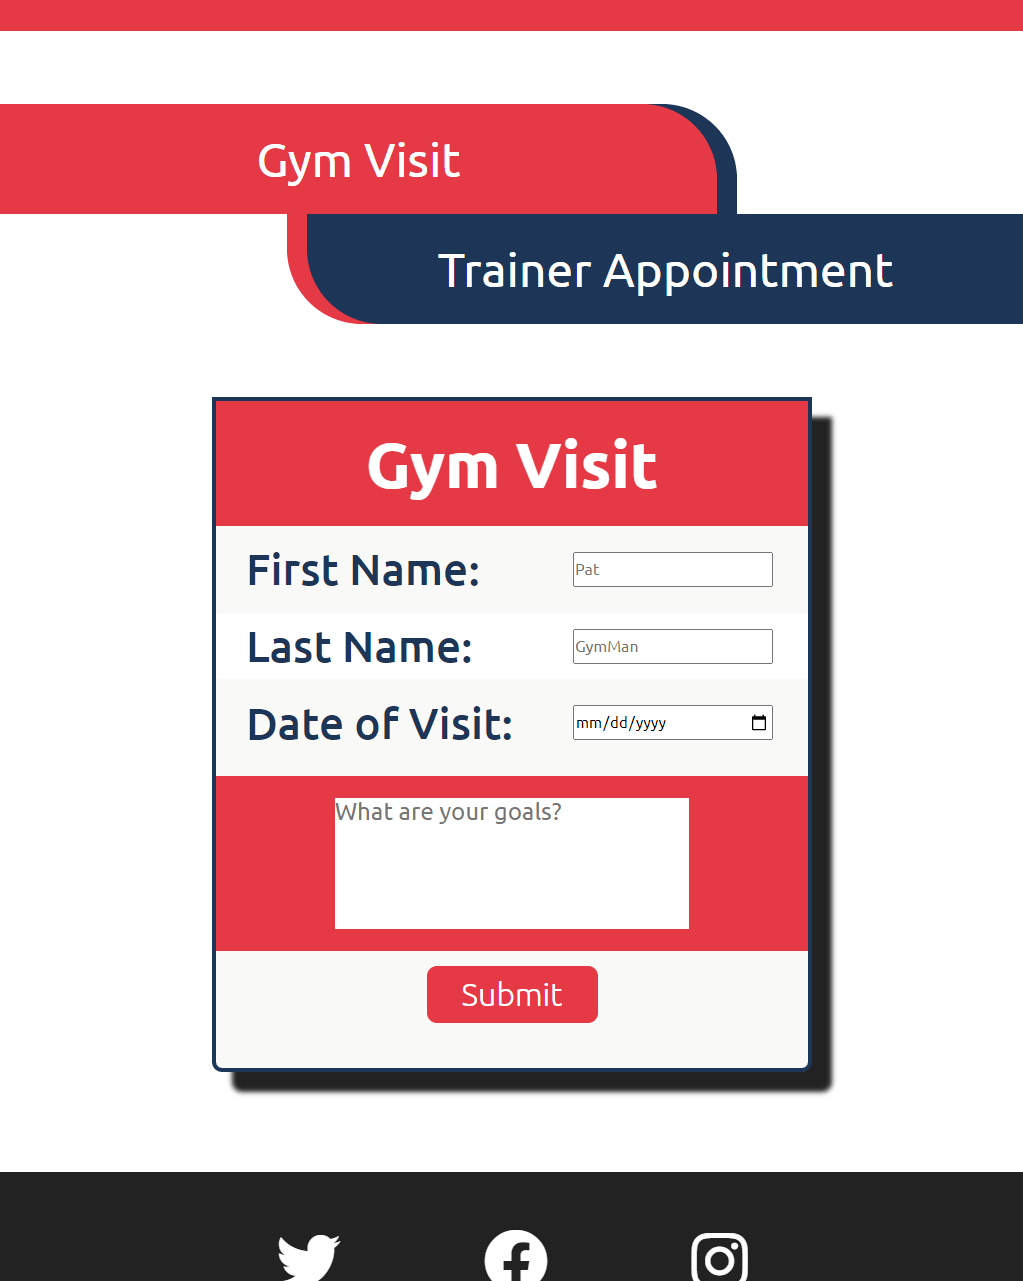 Gym Visit
Trainer Appointment
Gym Visit
First Name:
Pat
Last Name:
GymMan
Date of Visit:
mm/dd/yyyy
What are your goals?
Submit